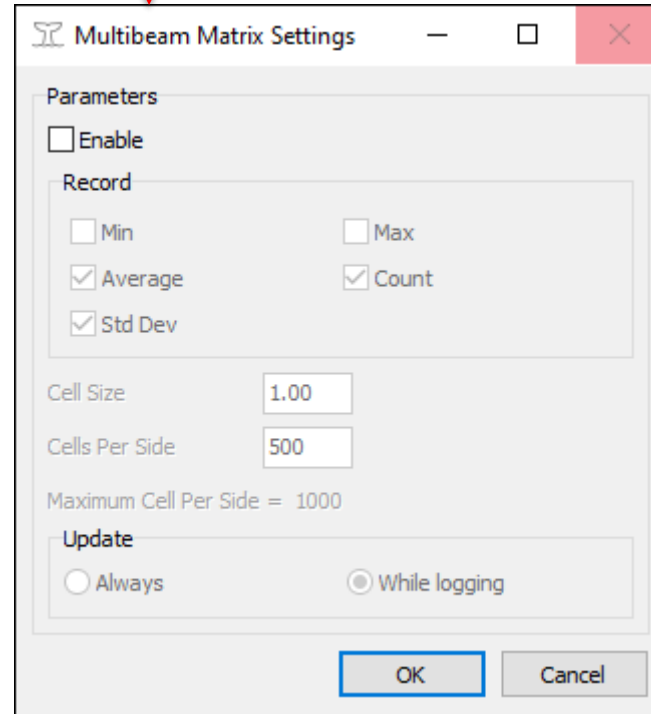 Multibeam Matrix Settings
Parameters
Enable
Record
Min Max
Average Count
Std Dev
Cell Size 1.00
Cells Per Side 500
Maximum Cell Per Side = 1000
Update
Always While logging
OK Cancel